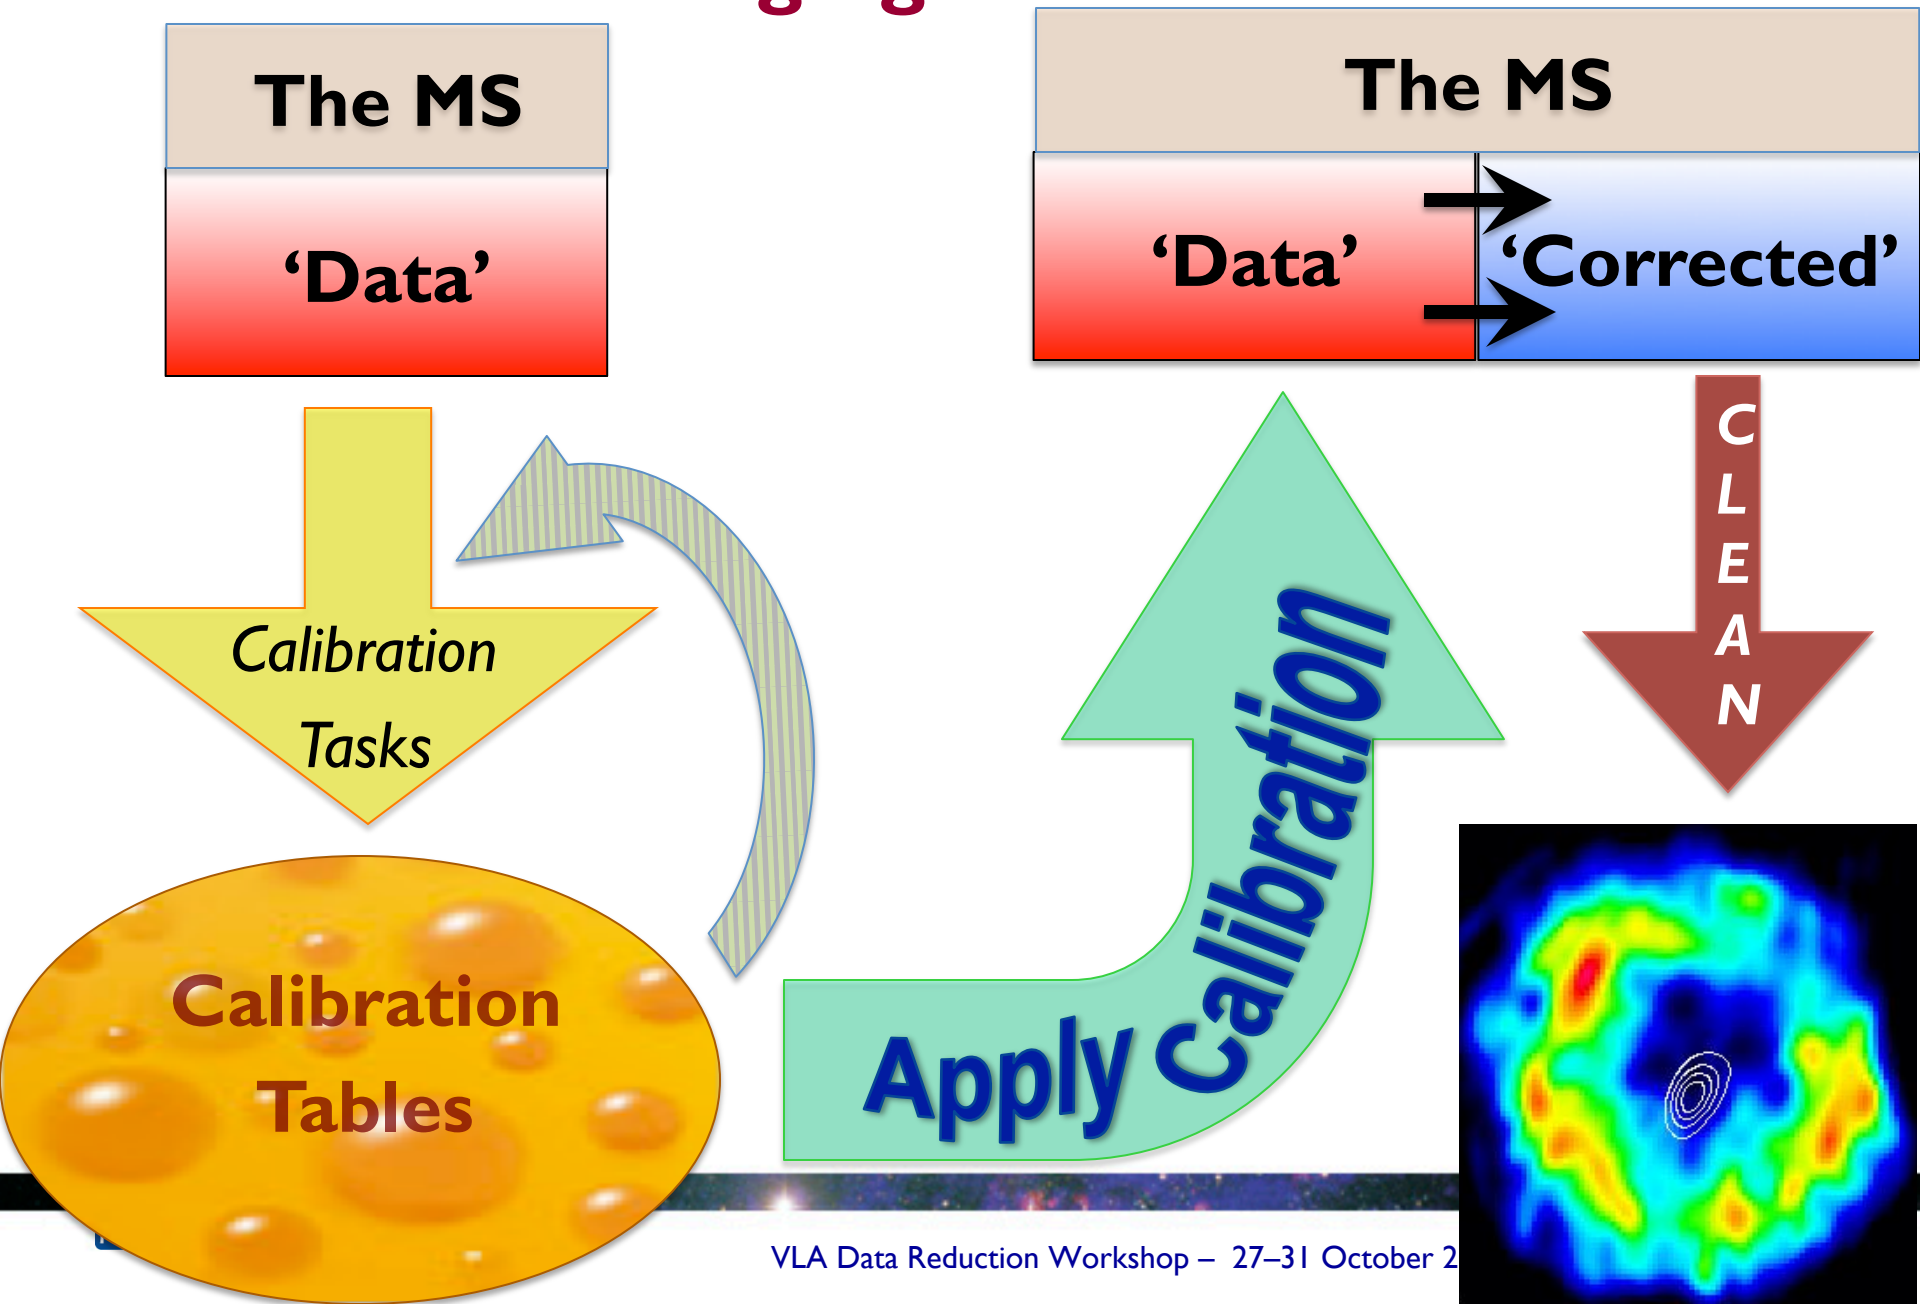 The MS
‘Data’
Calibration
Tasks
Calibration
Tables
Apply Calibration
The MS
‘Data’
‘Corrected’
CLEAN
VLA Data Reduction Workshop – 27–31 October 2